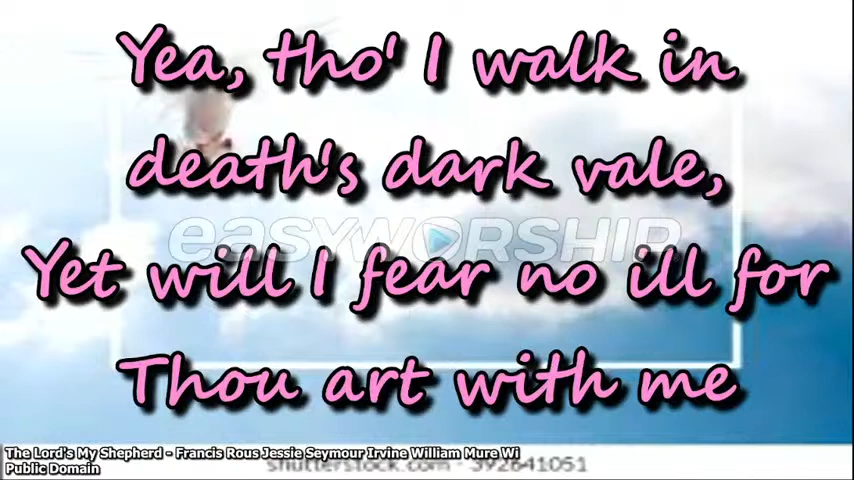 Yea, tho' I walk in
death's dark vale,
easyworship
Yet will I fear no ill for
Thou art with me
The Lord's My Shepherd - Francis Rous Jessie Seymour Irvine William Mure Wi
Public Domain
shutterstock.com · 392641051